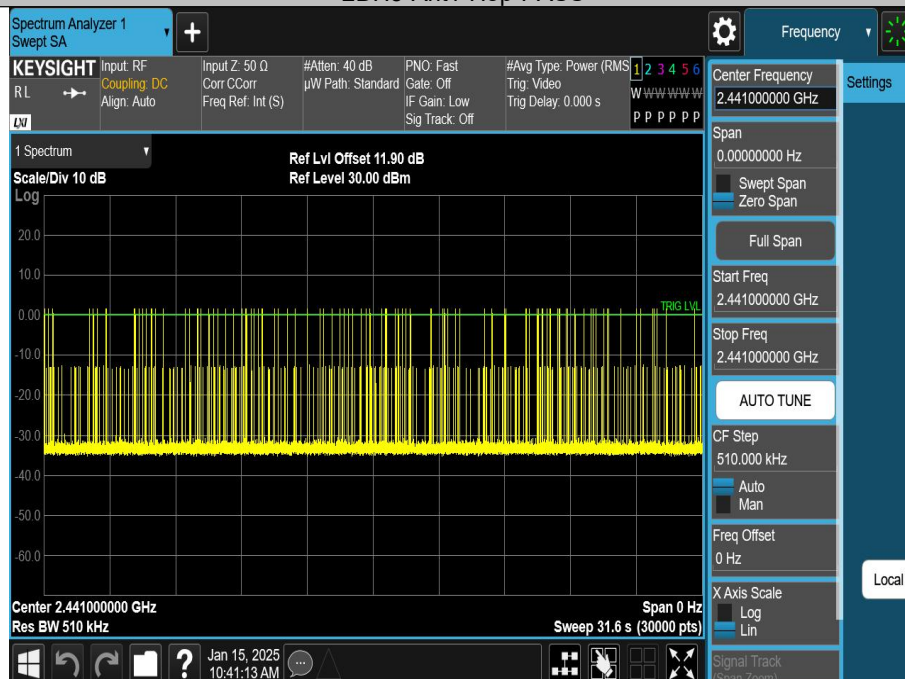 Spectrum Analyzer 1
Swept SA
+
Frequency
KEYSIGHT
RL
LXI
Input: RF
Coupling: DC
Align: Auto
Input Z: 50 Ω
Corr CCorr
Freq Ref: Int (S)
#Atten: 40 dB
µW Path: Standard
PNO: Fast
Gate: Off
IF Gain: Low
Sig Track: Off
#Avg Type: Power (RMS
Trig: Video
Trig Delay: 0.000 s
1 2 3 4 5 6
W W W W W W
P P P P P P
1 Spectrum
Scale/Div 10 dB
Log
Ref Lvl Offset 11.90 dB
Ref Level 30.00 dBm
20.0
10.0
0.00
TRIG LVL
-10.0
-20.0
-30.0
-40.0
-50.0
-60.0
Center 2.441000000 GHz
Res BW 510 kHz
Span 0 Hz
Sweep 31.6 s (30000 pts)
Center Frequency
2.441000000 GHz
Settings
Span
0.00000000 Hz
Swept Span
Zero Span
Full Span
Start Freq
2.441000000 GHz
Stop Freq
2.441000000 GHz
AUTO TUNE
CF Step
510.000 kHz
Auto
Man
Freq Offset
0 Hz
X Axis Scale
Log
Lin
Signal Track
(Span Zoom)
Local
?
Jan 15, 2025
10:41:13 AM